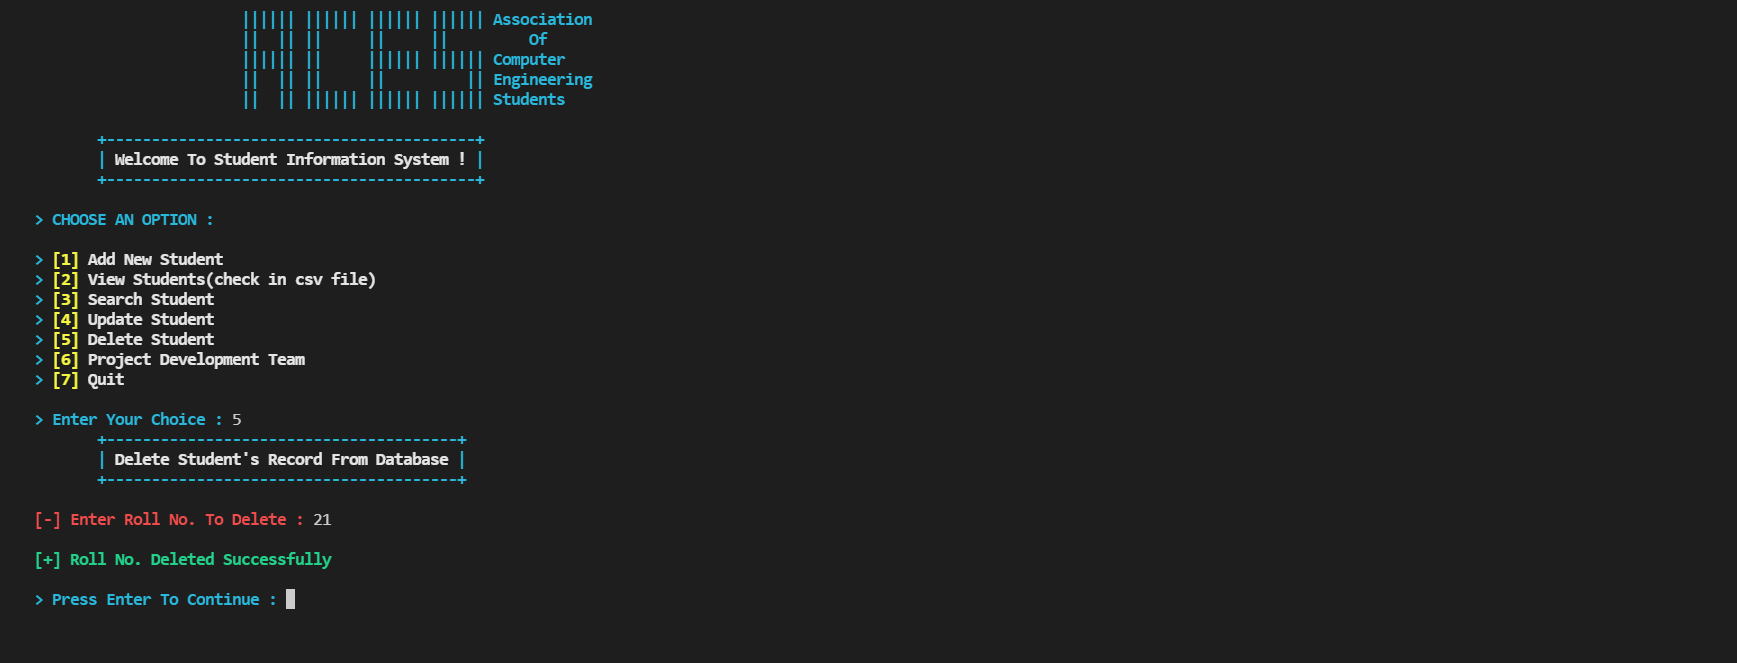 |||||| |||||| |||||| |||||| Association
||  || ||     ||     ||         Of
|||||| ||     |||||| |||||| Computer
||  || ||     ||         || Engineering
||  || |||||| |||||| |||||| Students
+-----------------------------------------+
| Welcome To Student Information System ! |
+-----------------------------------------+
> CHOOSE AN OPTION :
> [1] Add New Student
> [2] View Students(check in csv file)
> [3] Search Student
> [4] Update Student
> [5] Delete Student
> [6] Project Development Team
> [7] Quit
> Enter Your Choice : 5
+---------------------------------------+
| Delete Student's Record From Database |
+---------------------------------------+
[-] Enter Roll No. To Delete : 21
[+] Roll No. Deleted Successfully
> Press Enter To Continue :